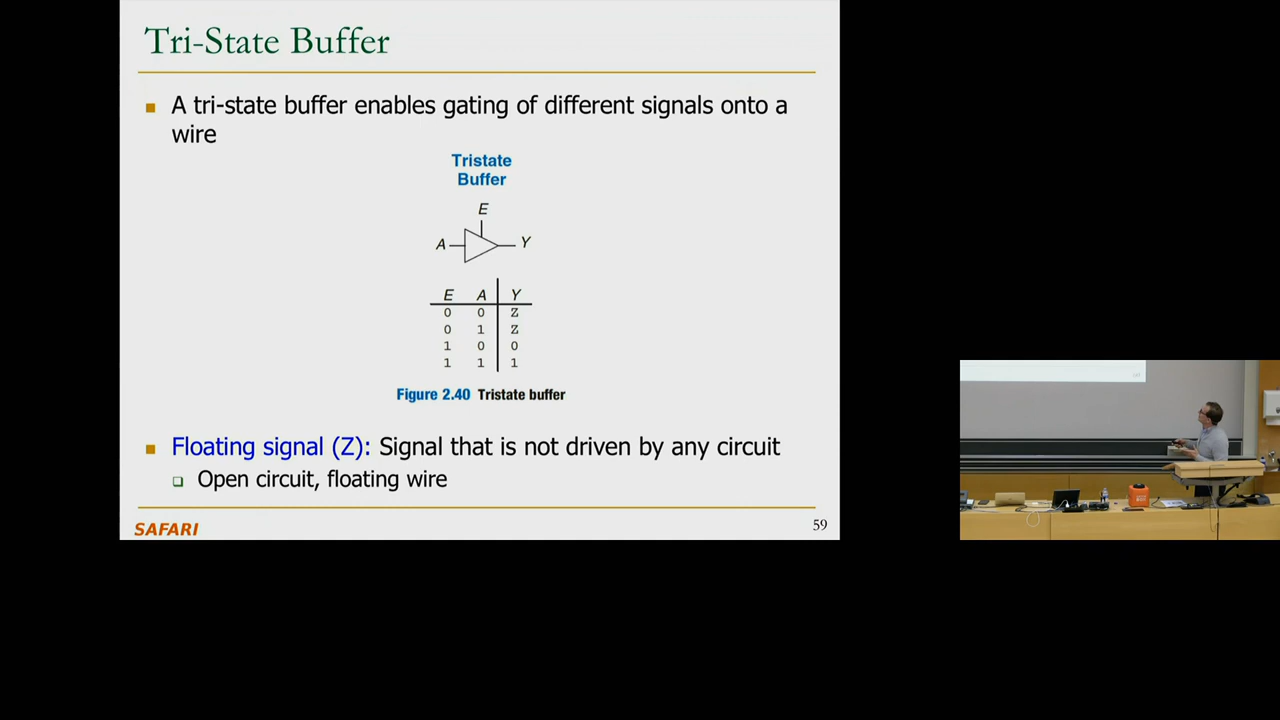 Tri-State Buffer
A tri-state buffer enables gating of different signals onto a
wire
Tristate
Buffer
E
A
Y
E A Y
0 0 Z
0 1 Z
1 0 0
1 1 1
Figure 2.40 Tristate buffer
Floating signal (Z): Signal that is not driven by any circuit
Open circuit, floating wire
SAFARI
59